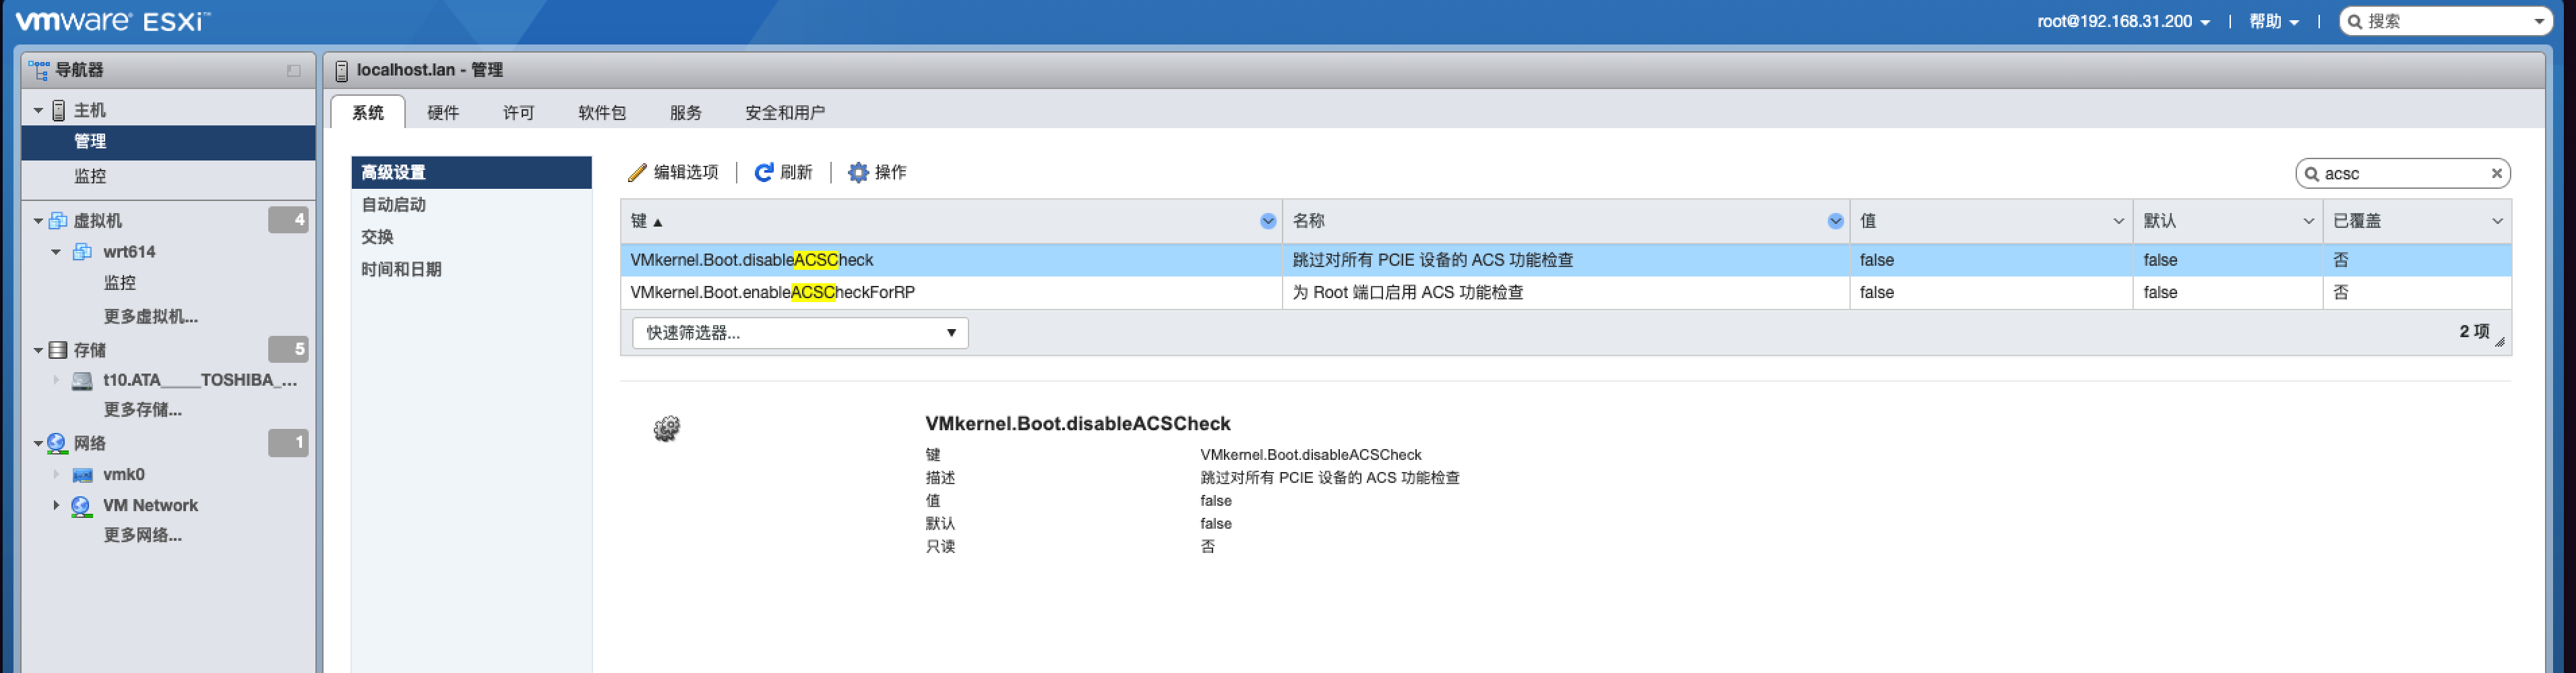 vmware ESXi™
root@192.168.31.200 | 帮助 | 搜索
导航器
主机
管理
监控
虚拟机 4
wrt614
监控
更多虚拟机...
存储 5
t10.ATA_____TOSHIBA_...
更多存储...
网络 1
vmk0
VM Network
更多网络...
localhost.lan - 管理
系统 硬件 许可 软件包 服务 安全和用户
高级设置
自动启动
交换
时间和日期
编辑选项 | 刷新 | 操作
acsc
键 名称 值 默认 已覆盖
VMkernel.Boot.disableACSCheck 跳过对所有 PCIE 设备的 ACS 功能检查 false false 否
VMkernel.Boot.enableACSCheckForRP 为 Root 端口启用 ACS 功能检查 false false 否
快速筛选器... 2 项
VMkernel.Boot.disableACSCheck
键 VMkernel.Boot.disableACSCheck
描述 跳过对所有 PCIE 设备的 ACS 功能检查
值 false
默认 false
只读 否